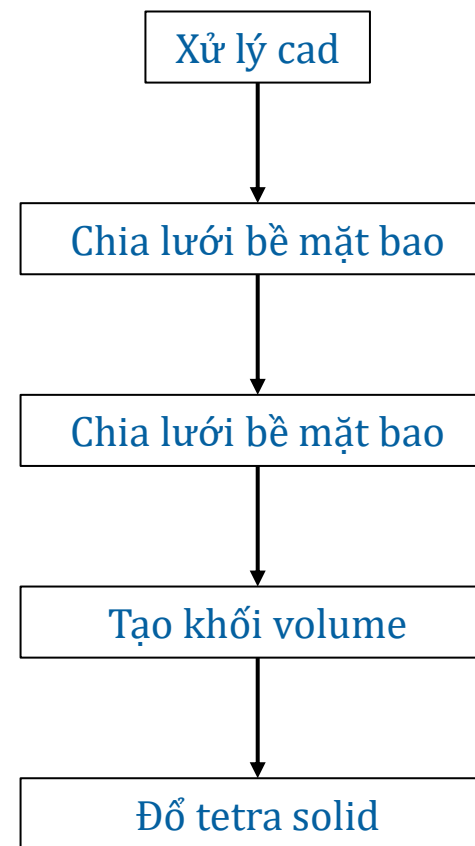 Xử lý cad
Chia lưới bề mặt bao
Chia lưới bề mặt bao
Tạo khối volume
Đổ tetra solid